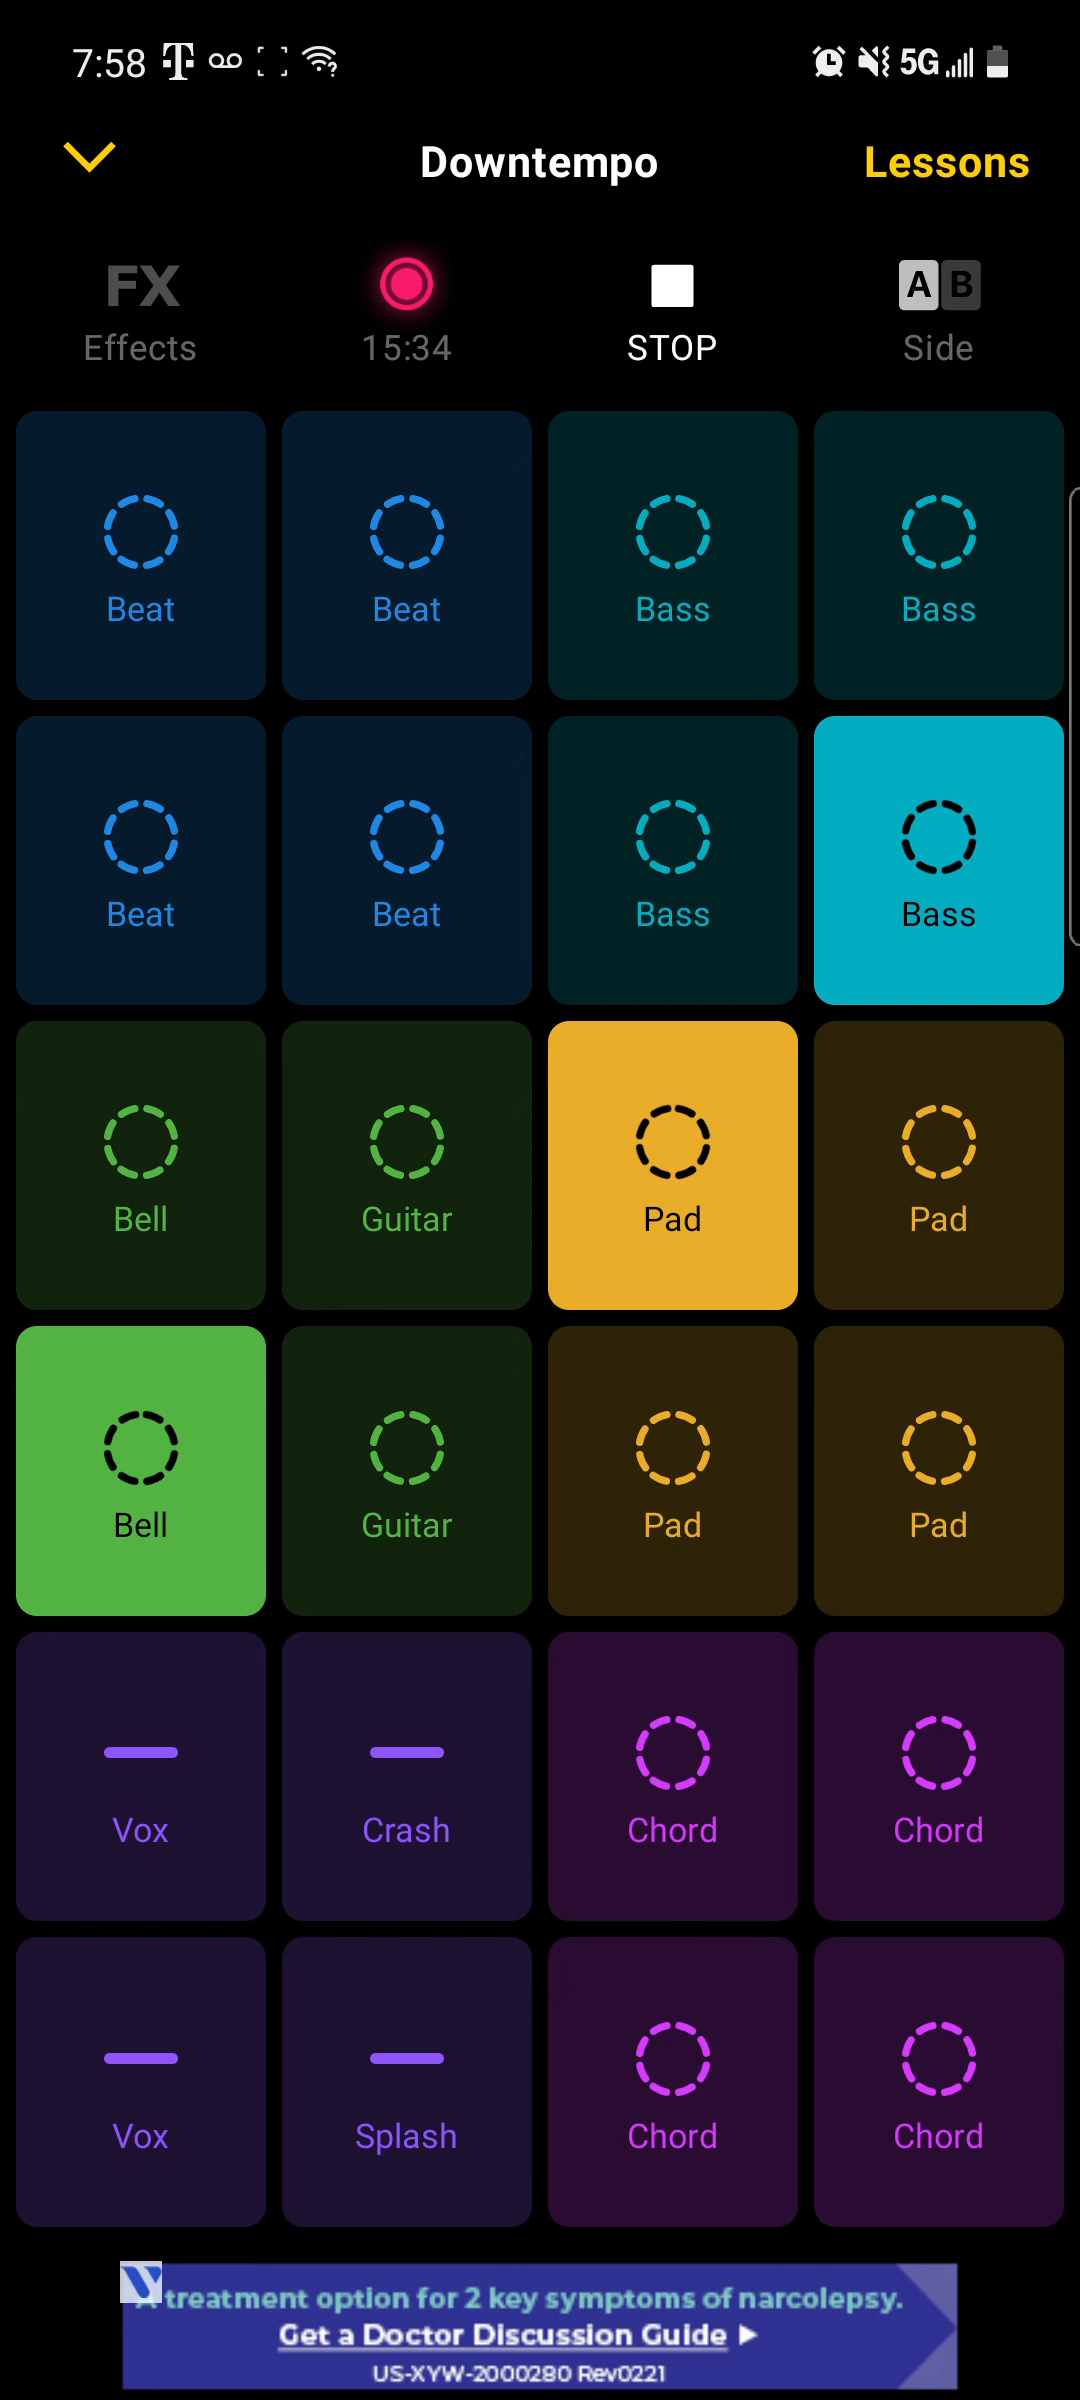 7:58 5G
Downtempo Lessons
FX A B
Effects 15:34 STOP Side
Beat Beat Bass Bass
Beat Beat Bass Bass
Bell Guitar Pad Pad
Bell Guitar Pad Pad
Vox Crash Chord Chord
Vox Splash Chord Chord
A treatment option for 2 key symptoms of narcolepsy.
Get a Doctor Discussion Guide
US-XYW-2000280 Rev0221